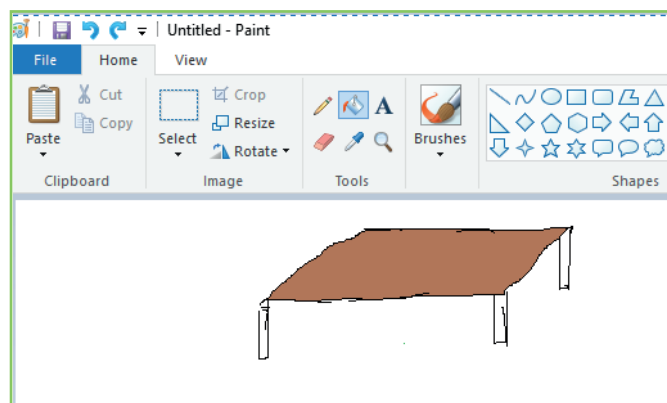 Untitled - Paint
File Home View
Cut Crop
Copy Resize A
Paste Select Rotate Brushes
Clipboard Image Tools Shapes